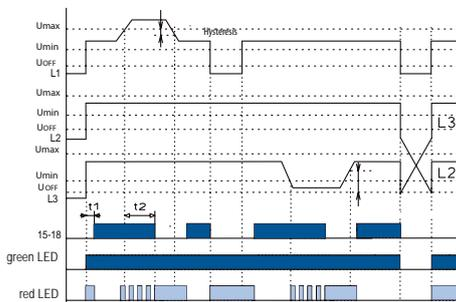 Umax
Hysteresis
Umin
UOFF
L1
Umax
Umin
L3
UOFF
L2
Umax
L2
Umin
UOFF
L3
t1 t2
15-18
green LED
red LED